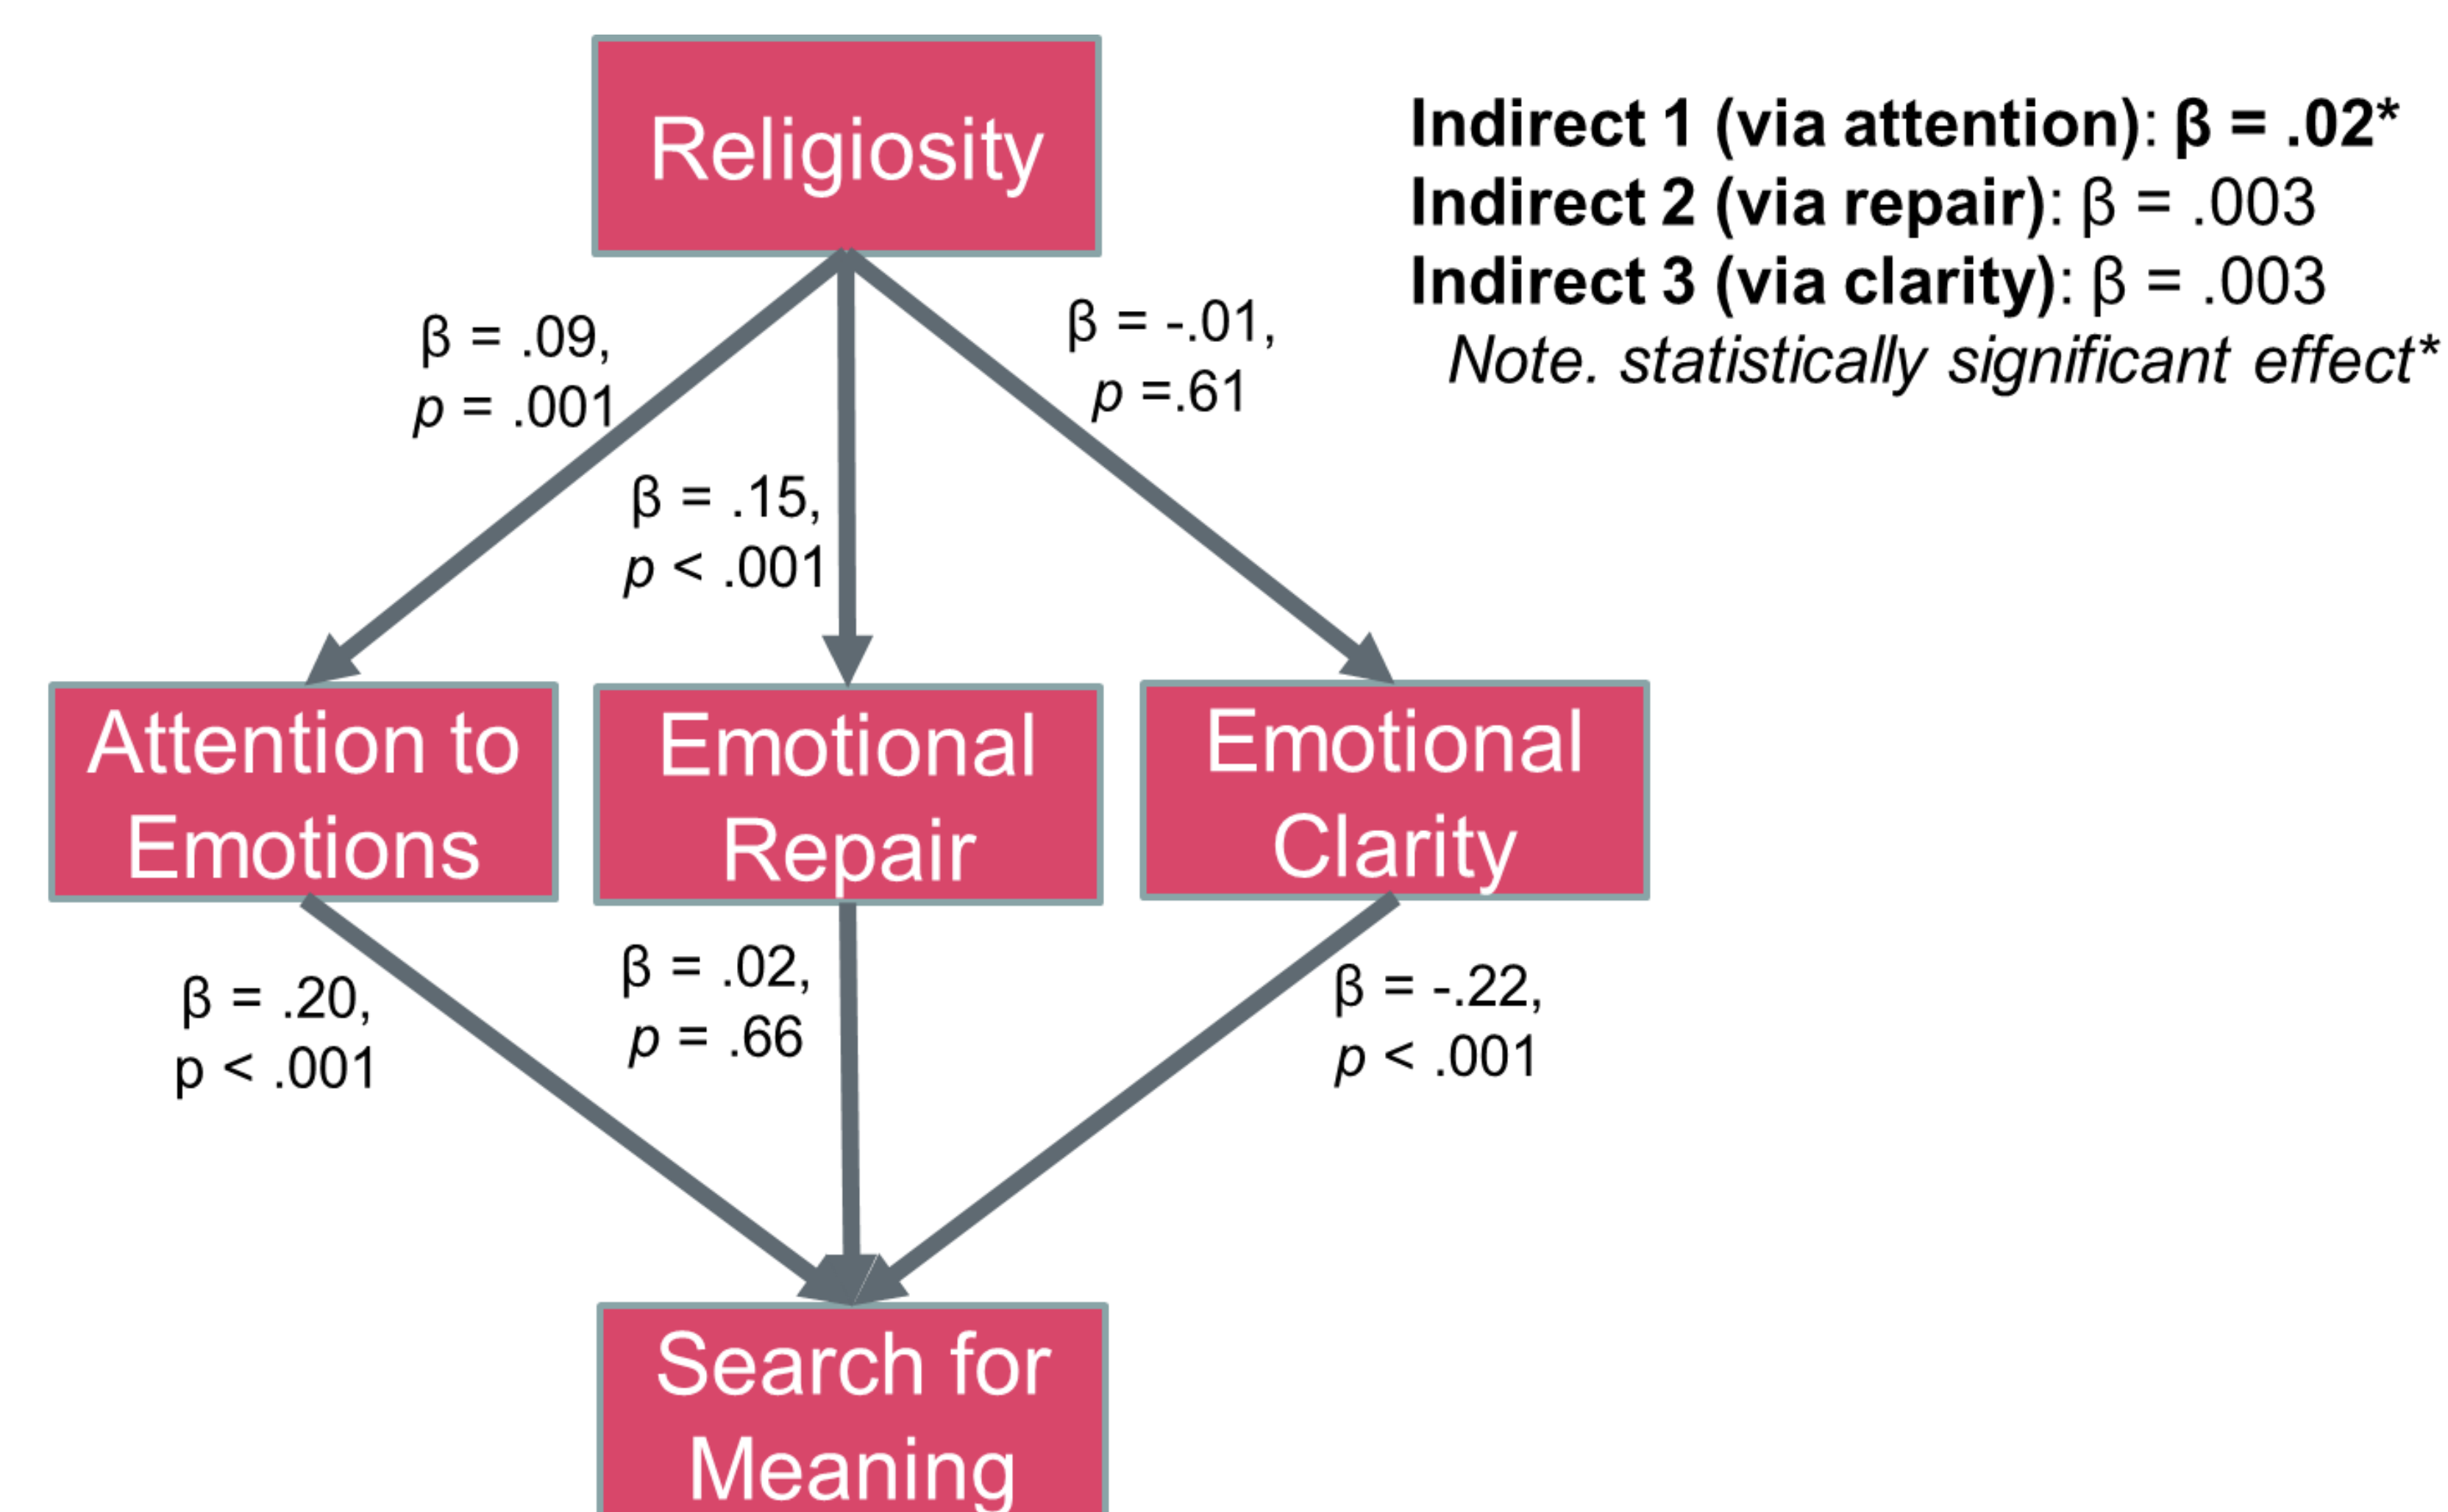 Religiosity
Indirect 1 (via attention): β = .02*
Indirect 2 (via repair): β = .003
Indirect 3 (via clarity): β = .003
Note. statistically significant effect*
β = .09,
p = .001
β = .15,
p < .001
β = -.01,
p =.61
Attention to
Emotions
Emotional
Repair
Emotional
Clarity
β = .20,
p < .001
β = .02,
p = .66
β = -.22,
p < .001
Search for
Meaning